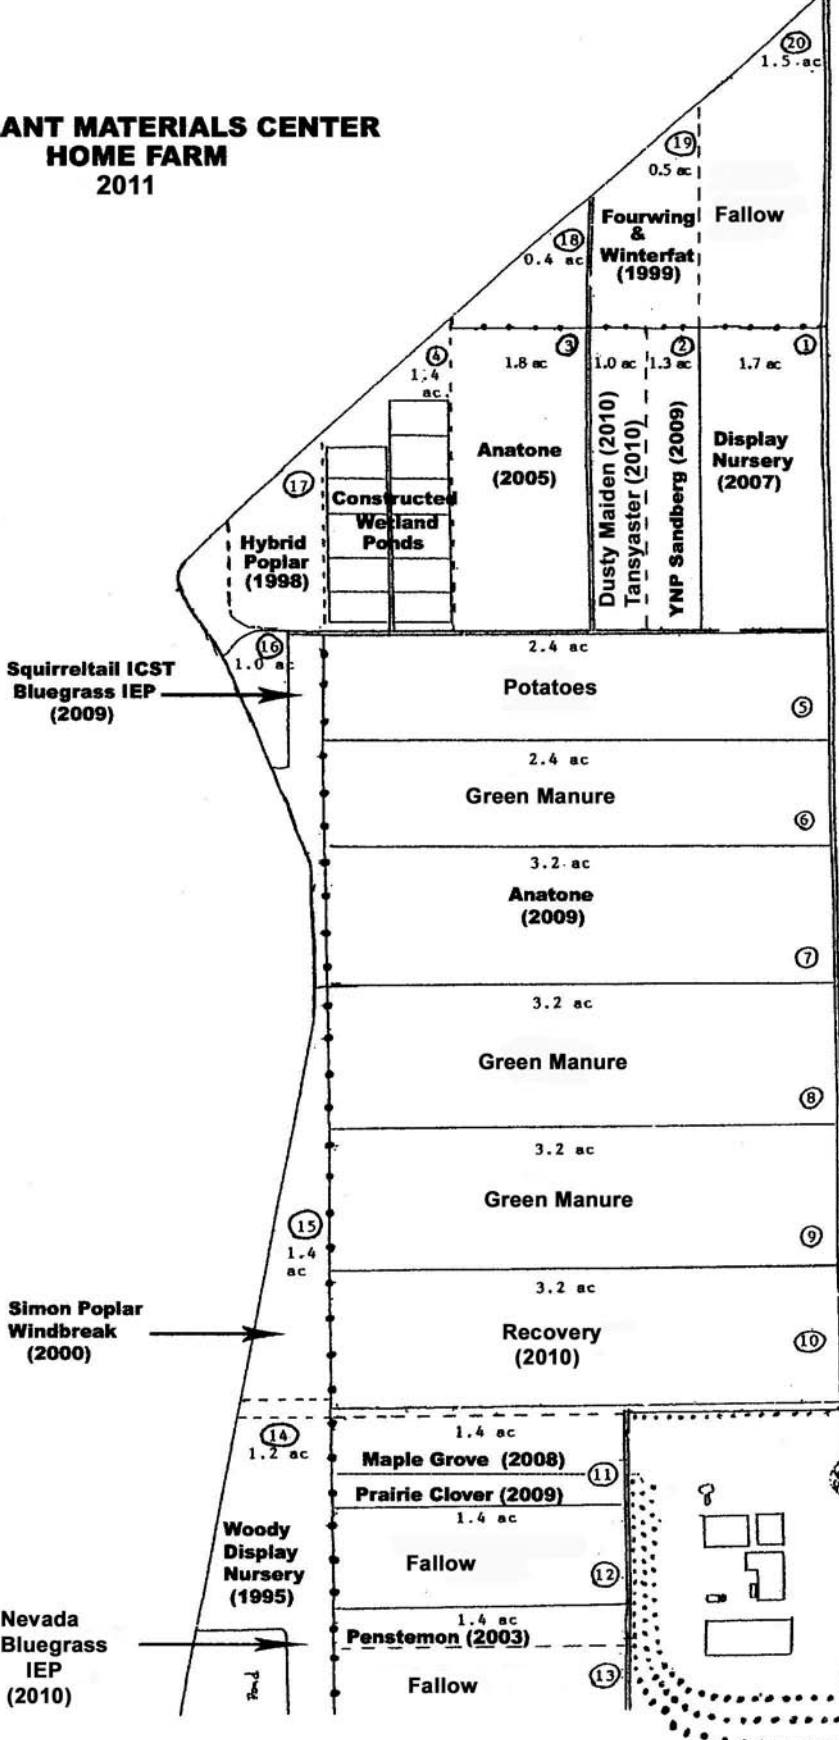 ANT MATERIALS CENTER
HOME FARM
2011
20
1.5 ac
19
0.5 ac
Fourwing
&
Winterfat
(1999)
Fallow
18
0.4 ac
4
1.4
ac
3
1.8 ac
1.0 ac
2
1.3 ac
1
1.7 ac
Anatone
(2005)
Dusty Maiden (2010)
Tansyaster (2010)
YNP Sandberg (2009)
Display
Nursery
(2007)
17
Constructed
Wetland
Ponds
Hybrid
Poplar
(1998)
16
1.0 ac
Squirreltail ICST
Bluegrass IEP
(2009)
2.4 ac
Potatoes
5
2.4 ac
Green Manure
6
3.2 ac
Anatone
(2009)
7
3.2 ac
Green Manure
8
3.2 ac
Green Manure
9
15
1.4
ac
3.2 ac
Simon Poplar
Windbreak
(2000)
Recovery
(2010)
10
14
1.2 ac
1.4 ac
Maple Grove (2008)
11
Prairie Clover (2009)
1.4 ac
Woody
Display
Nursery
(1995)
Fallow
12
1.4 ac
Nevada
Bluegrass
IEP
(2010)
Penstemon (2003)
Pond
Fallow
13